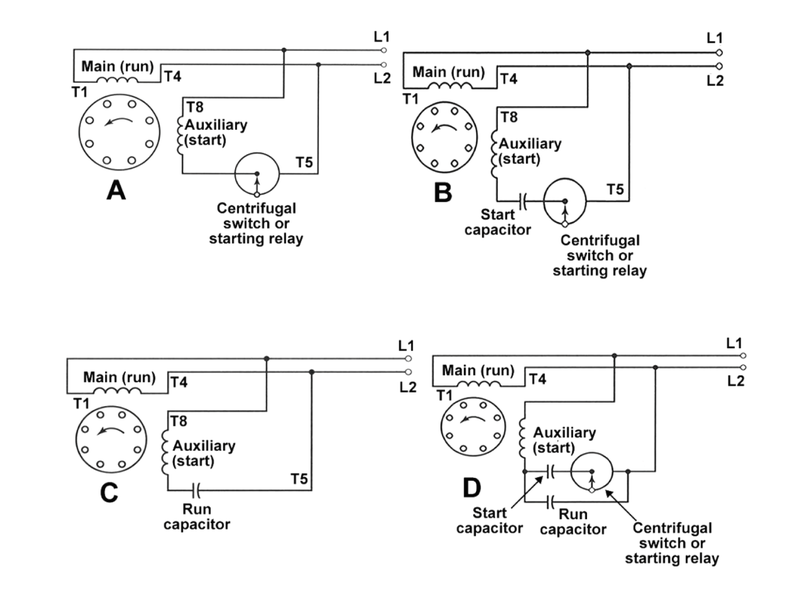 L1
Main (run)
T4
L2
T1
T8
Auxiliary
(start)
T5
A
Centrifugal
switch or
starting relay
L1
Main (run)
T4
L2
T1
T8
Auxiliary
(start)
T5
B
Start
capacitor
Centrifugal
switch or
starting relay
L1
Main (run)
T4
L2
T1
T8
Auxiliary
(start)
T5
C
Run
capacitor
L1
Main (run)
T4
L2
T1
Auxiliary
(start)
D
Start
capacitor
Run
capacitor
Centrifugal
switch or
starting relay